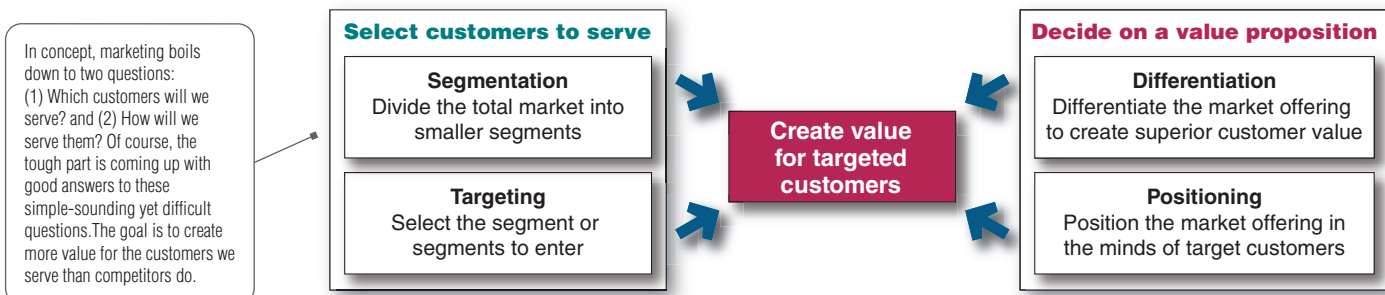 In concept, marketing boils
down to two questions:
(1) Which customers will we
serve? and (2) How will we
serve them? Of course, the
tough part is coming up with
good answers to these
simple-sounding yet difficult
questions.The goal is to create
more value for the customers we
serve than competitors do.
Select customers to serve
Segmentation
Divide the total market into
smaller segments
Targeting
Select the segment or
segments to enter
Create value
for targeted
customers
Decide on a value proposition
Differentiation
Differentiate the market offering
to create superior customer value
Positioning
Position the market offering in
the minds of target customers